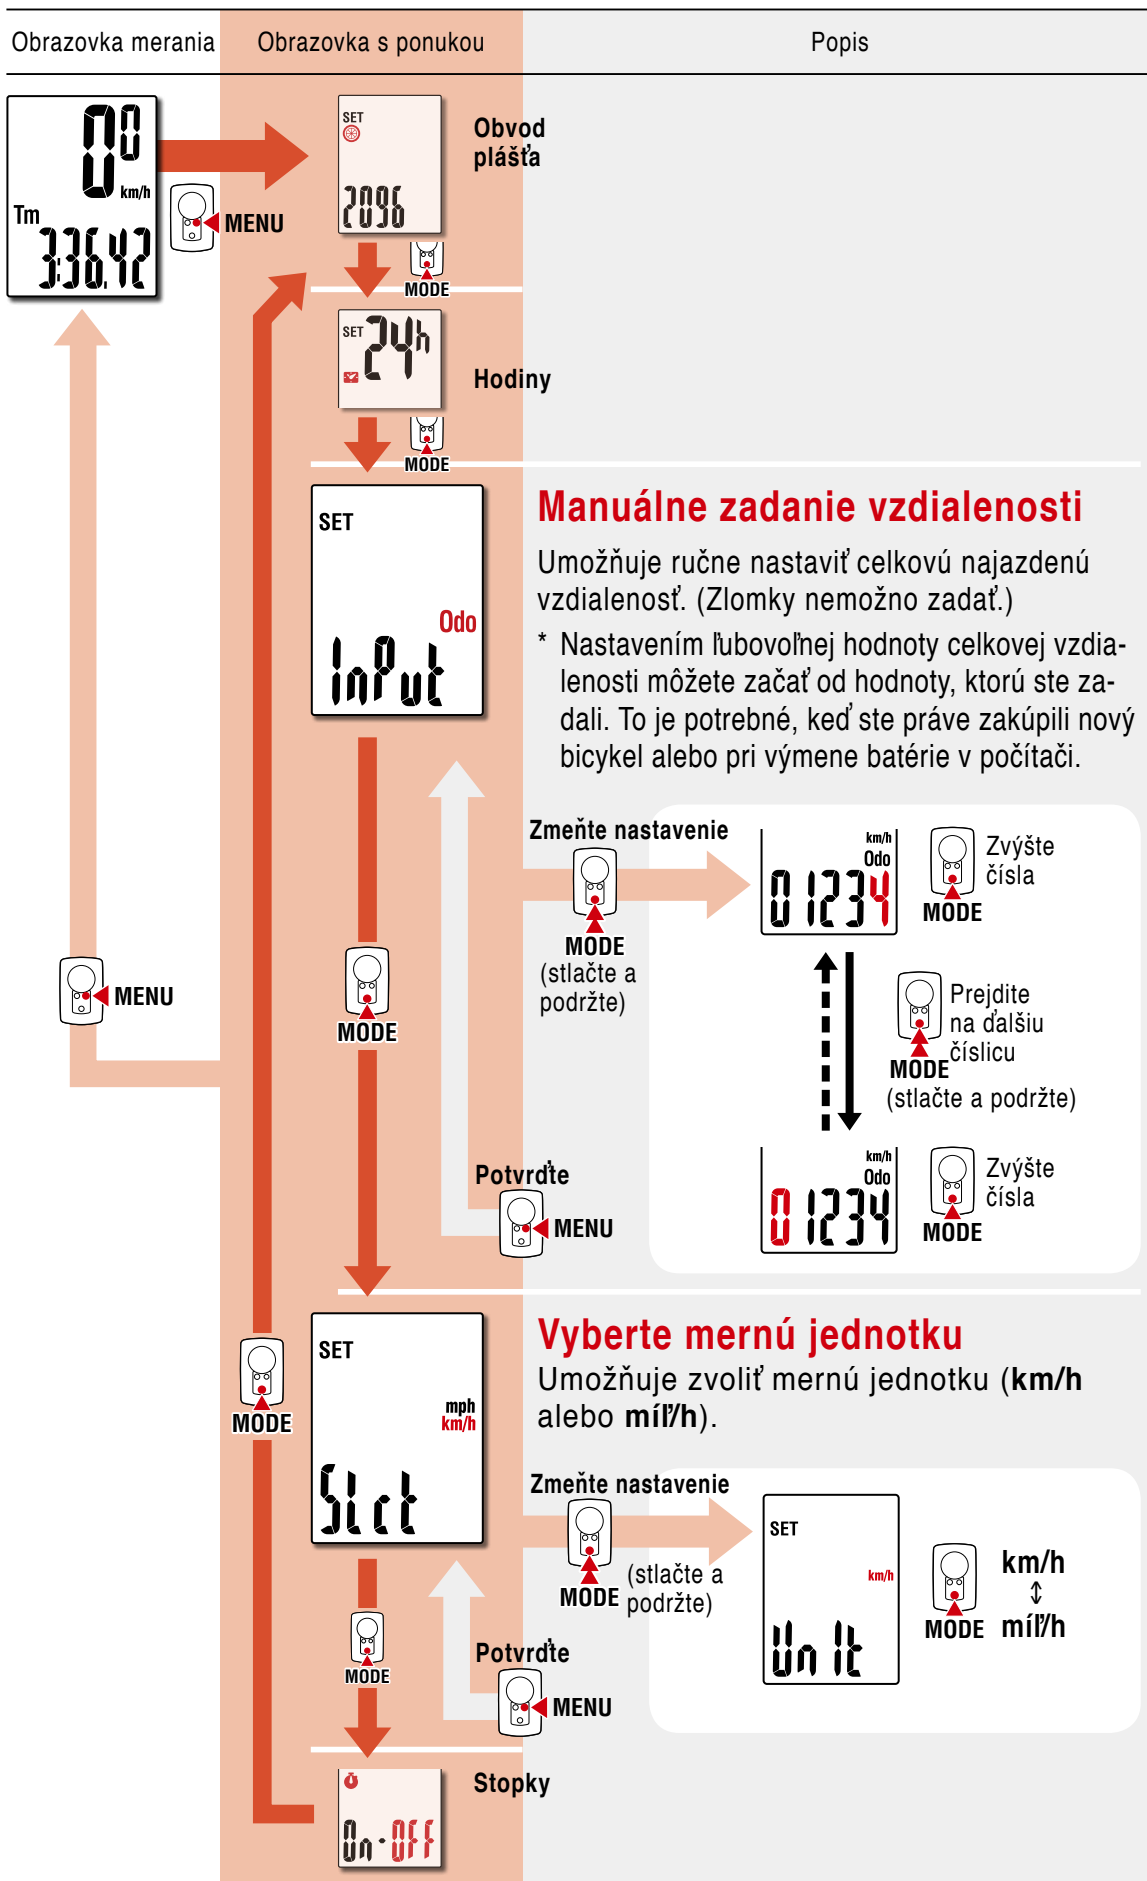 Obrazovka merania
Obrazovka s ponukou
Popis
0 0
km/h
Tm
3:36.42
MENU
SET
2096
Obvod
plášťa
MODE
SET
24h
Hodiny
MODE
SET
Odo
InPut
Manuálne zadanie vzdialenosti
Umožňuje ručne nastaviť celkovú najazdenú
vzdialenosť. (Zlomky nemožno zadať.)
* Nastavením ľubovoľnej hodnoty celkovej vzdia-
lenosti môžete začať od hodnoty, ktorú ste za-
dali. To je potrebné, keď ste práve zakúpili nový
bicykel alebo pri výmene batérie v počítači.
Zmeňte nastavenie
MODE
(stlačte a
podržte)
km/h
Odo
01234
MODE
Zvýšte
čísla
MENU
MODE
Prejdite
na ďalšiu
číslicu
MODE
(stlačte a podržte)
Potvrďte
MENU
km/h
Odo
01234
MODE
Zvýšte
čísla
MODE
SET
mph
km/h
Slct
Vyberte mernú jednotku
Umožňuje zvoliť mernú jednotku (km/h
alebo míľ/h).
Zmeňte nastavenie
MODE
(stlačte a
podržte)
SET
km/h
Unit
MODE
km/h
⇕
míľ/h
MODE
Potvrďte
MENU
On-OFF
Stopky